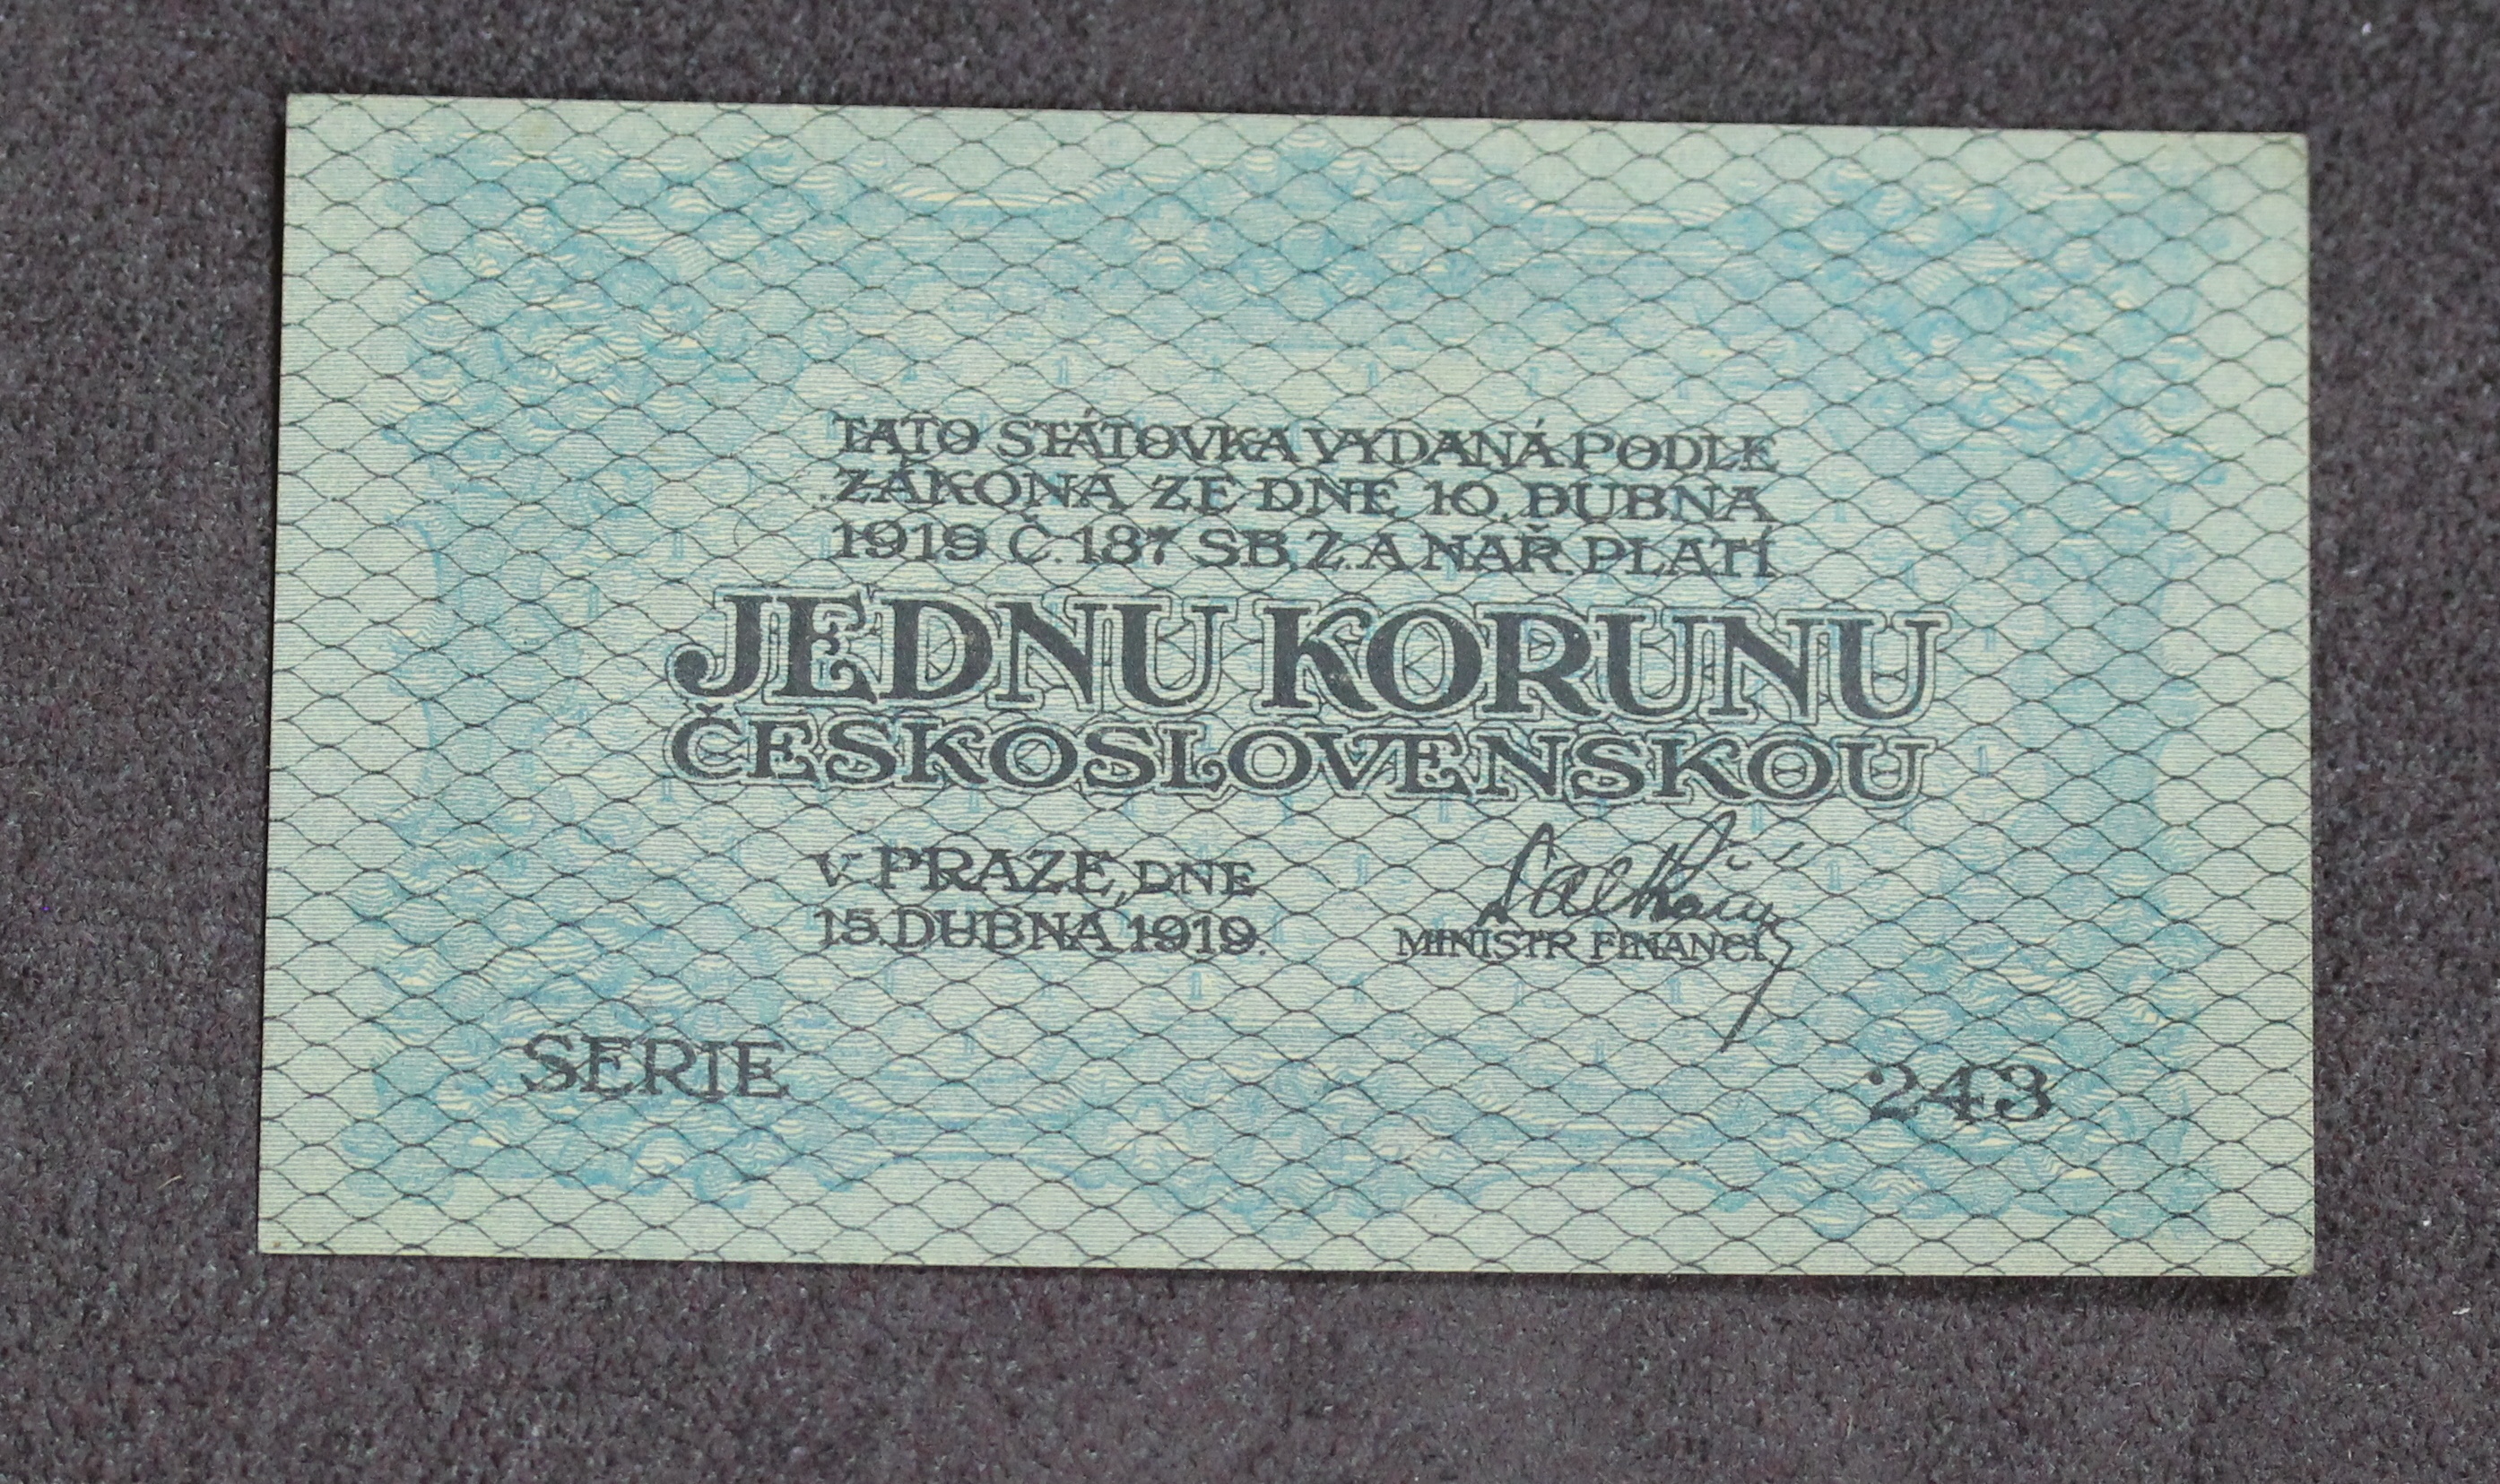 TATO STÁTOVKA VYDANÁ PODLE
ZÁKONA ZE DNE 10. DUBNA
1919 Č. 187 SB. Z. A NAŘ. PLATÍ
JEDNU KORUNU
ČESKOSLOVENSKOU
V PRAZE, DNE
15. DUBNA 1919.
MINISTR FINANCÍ.
SERIE 243